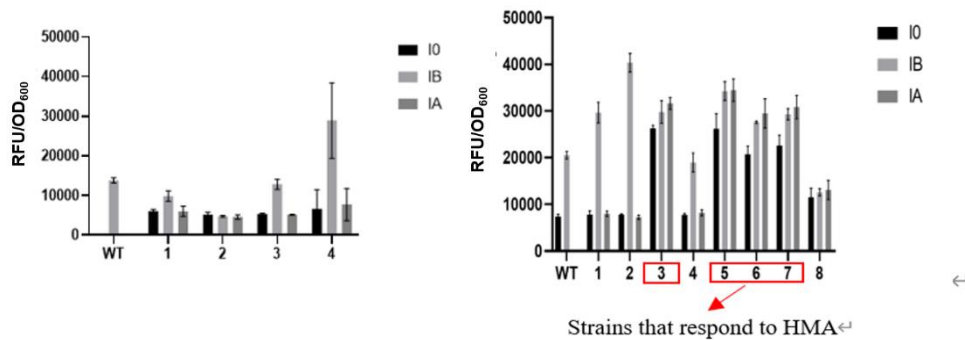 RFU/OD600
50000
40000
30000
20000
10000
0
WT 1 2 3 4
I0
IB
IA
RFU/OD600
50000
40000
30000
20000
10000
0
WT 1 2 3 4 5 6 7 8
I0
IB
IA
Strains that respond to HMA